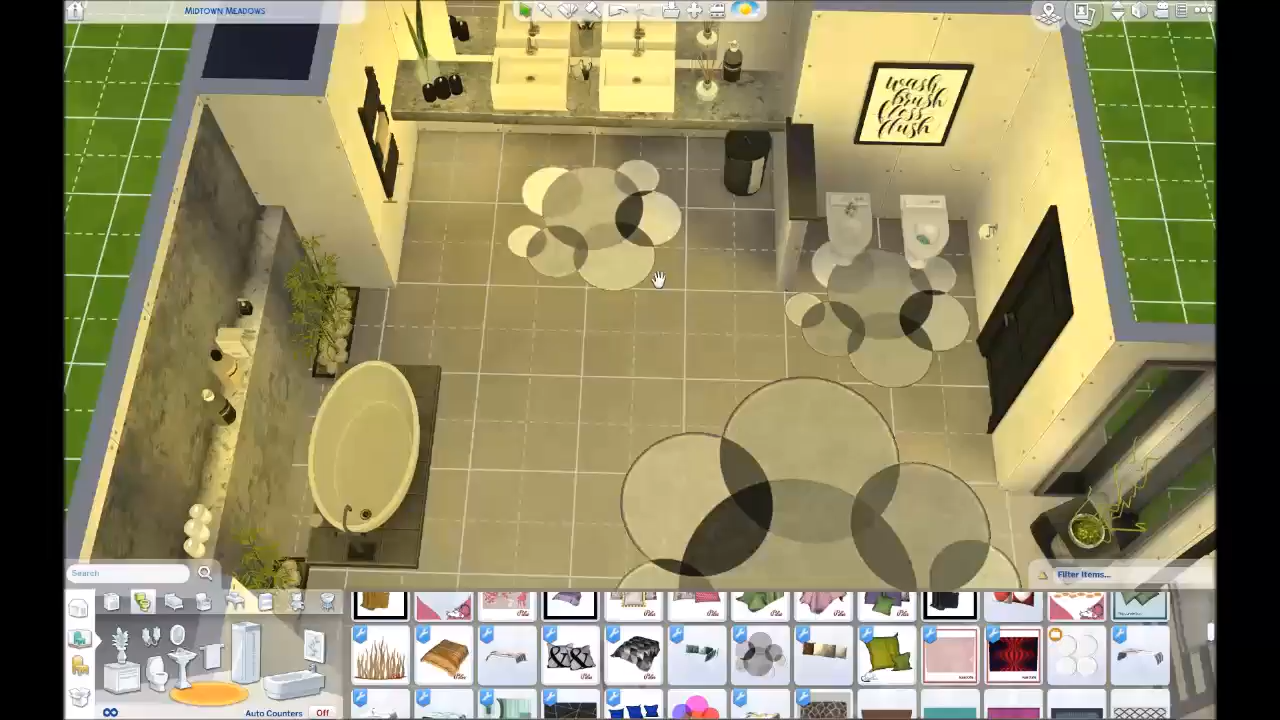 Midtown Meadows
wash
brush
floss
flush
Search
Filter Items...
Auto Counters Off